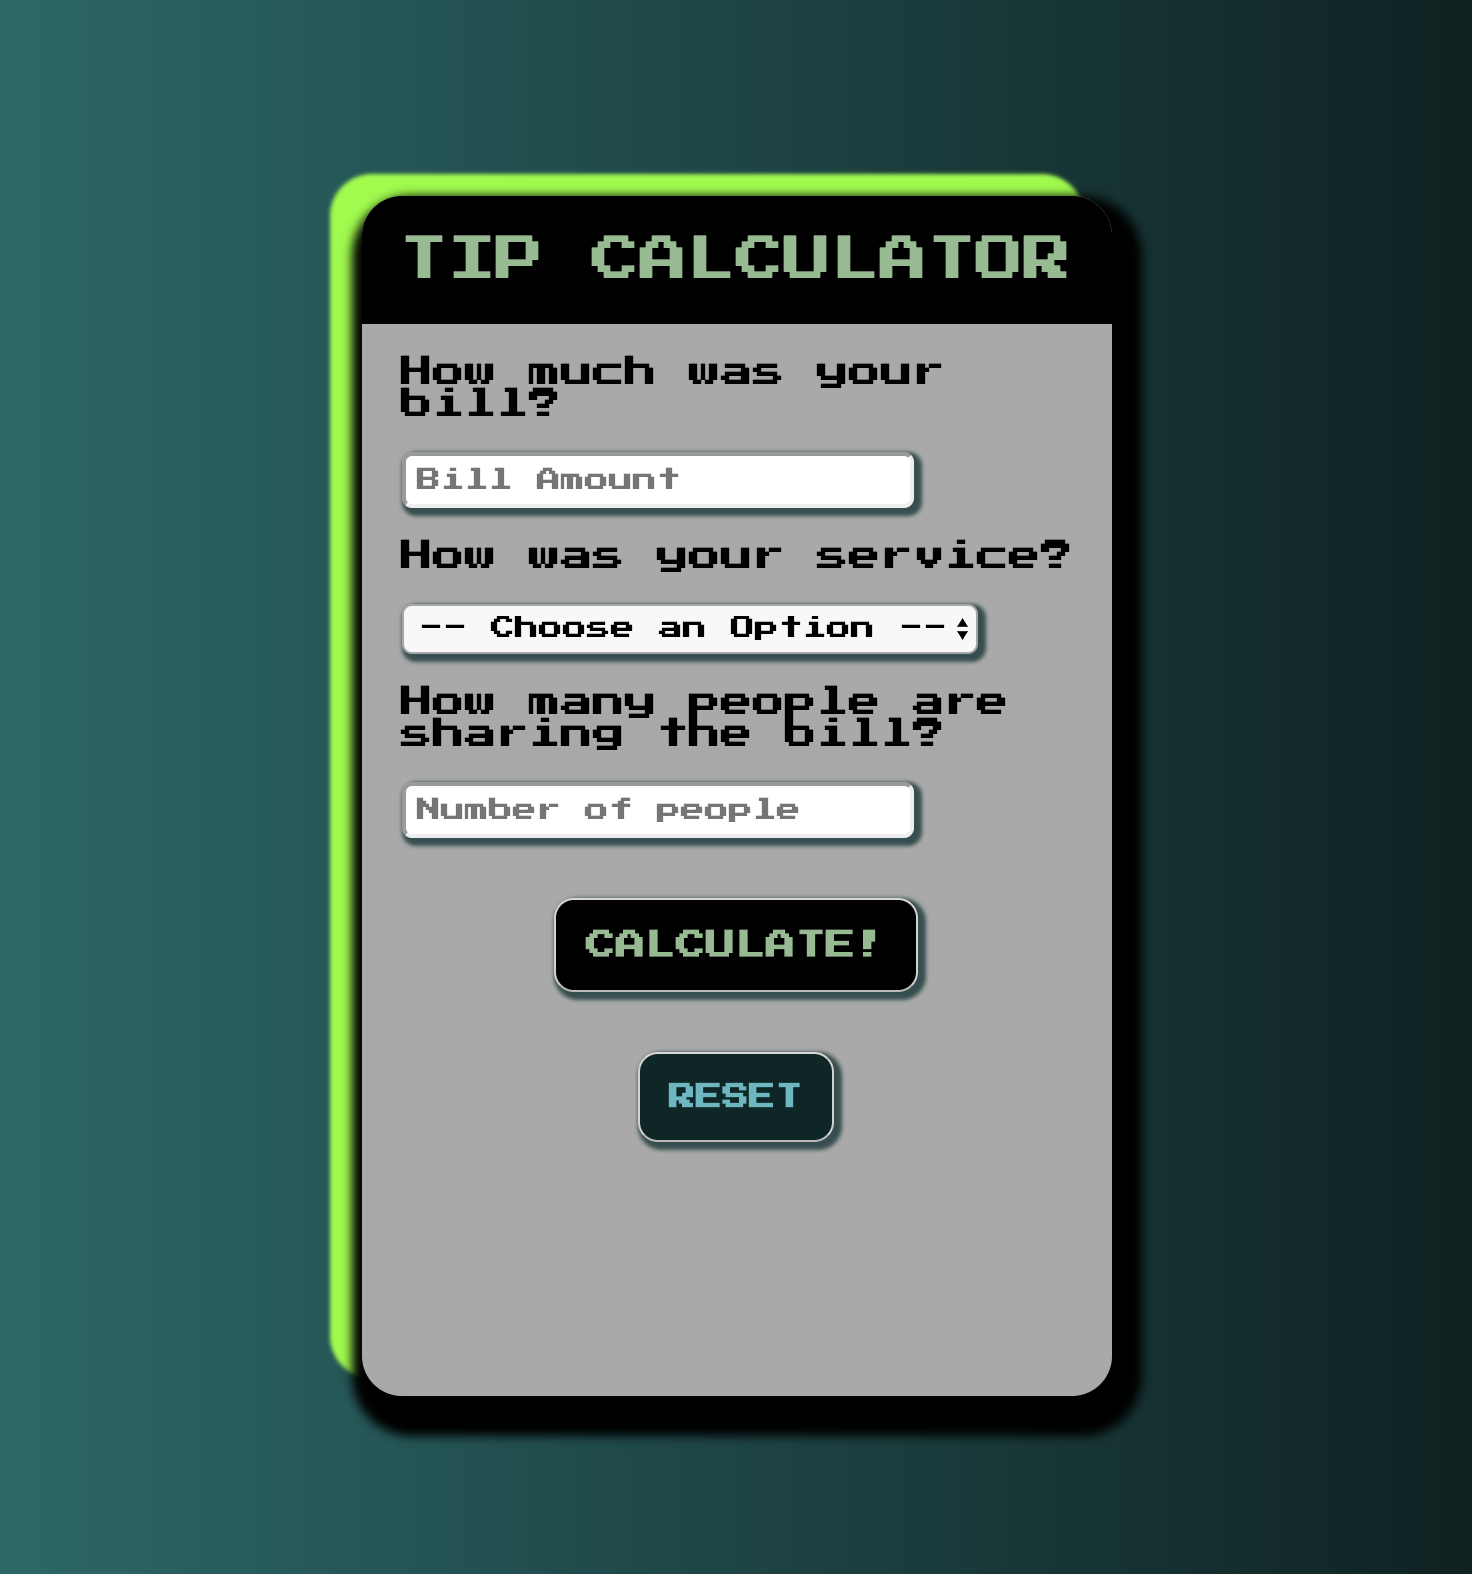 TIP CALCULATOR
How much was your
bill?
Bill Amount
How was your service?
-- Choose an Option --
How many people are
sharing the bill?
Number of people
CALCULATE!
RESET